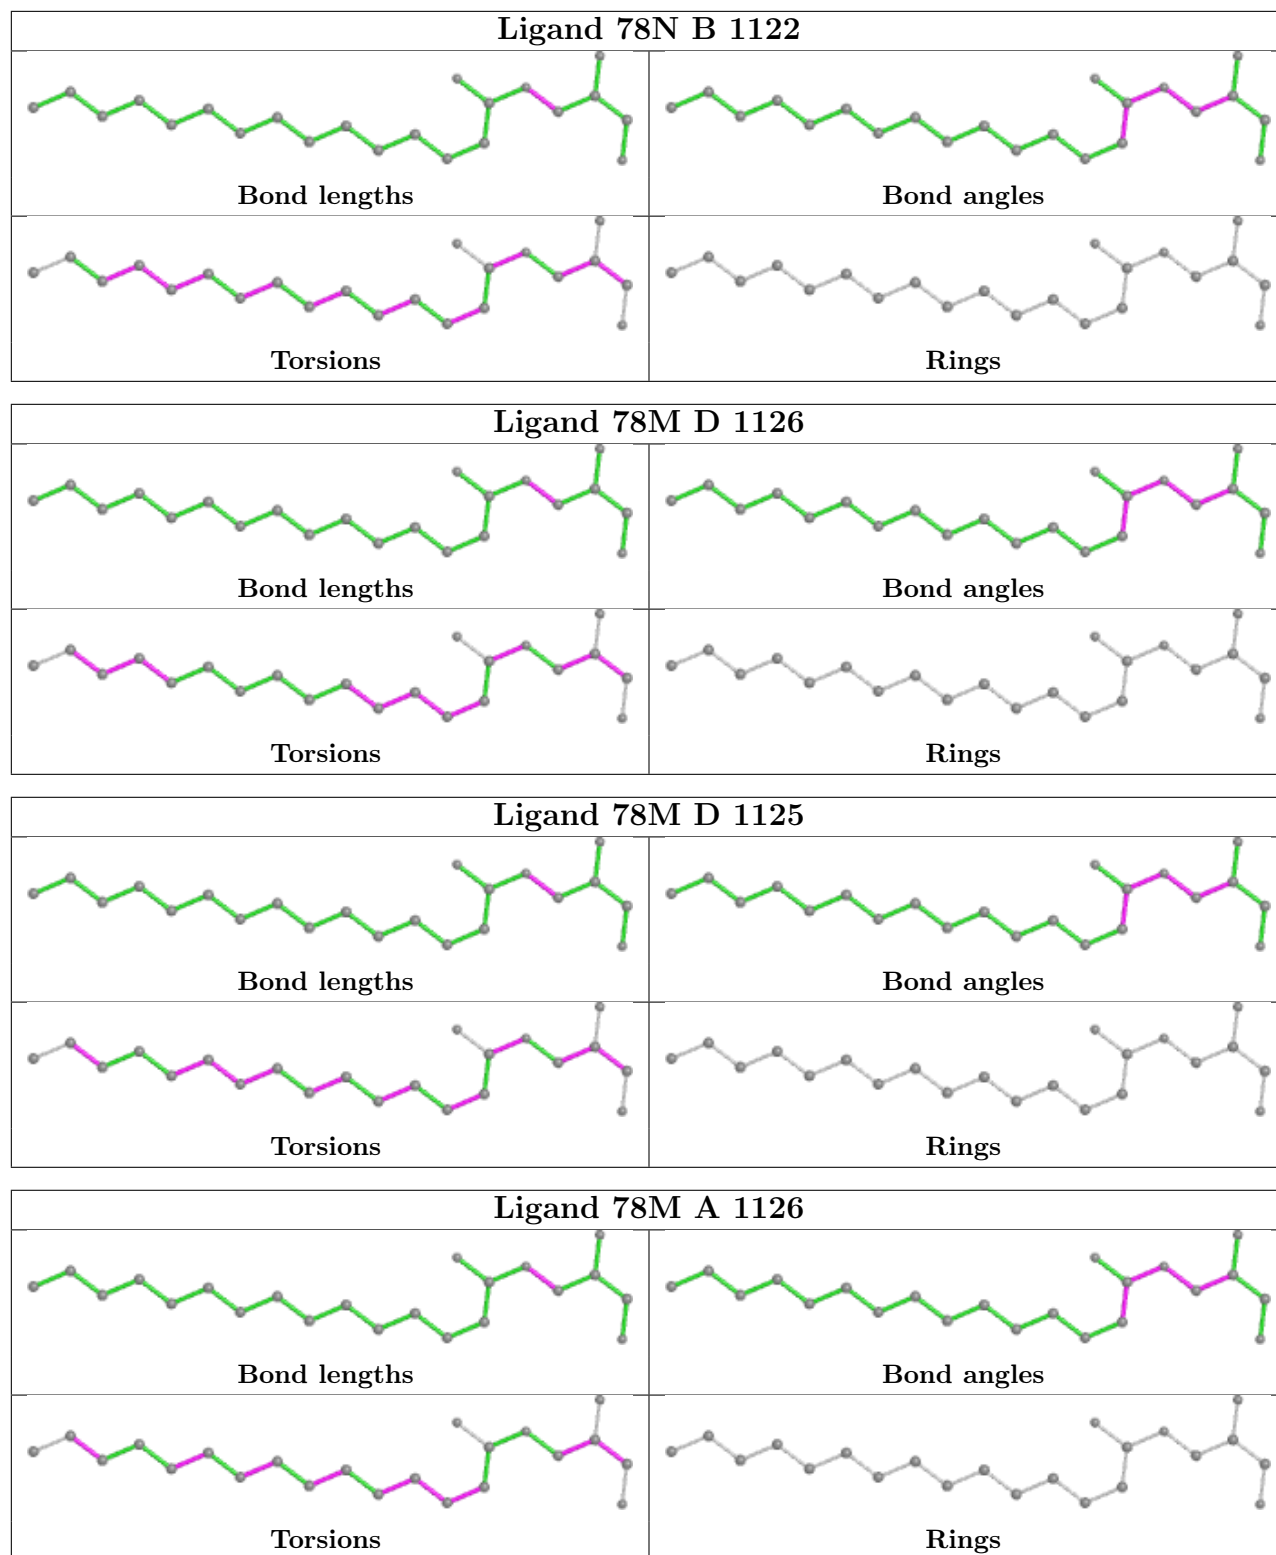 Ligand 78N B 1122
Bond lengths
Bond angles
Torsions
Rings
Ligand 78M D 1126
Bond lengths
Bond angles
Torsions
Rings
Ligand 78M D 1125
Bond lengths
Bond angles
Torsions
Rings
Ligand 78M A 1126
Bond lengths
Bond angles
Torsions
Rings